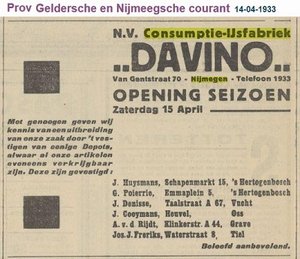 Prov Geldersche en Nijmeegsche courant 14-04-1933
N.V. Consumptie-IJsfabriek
„DAVINO"
Van Gentstraat 70 - Nijmegen - Telefoon 1933
OPENING SEIZOEN
Zaterdag 15 April
Met genoegen geven wij
kennis van een uitbreiding
van onze zaak door 't ves-
tigen van eenige Depots,
alwaar al onze artikelen
eveneens verkrijgbaar
zijn. Deze zijn gevestigd:
J. Huysmans, Schapenmarkt 15, 's Hertogenbosch
G. Poierrie, Emmaplein 5, 's Hertogenbosch
J. Denisse, Taalstraat A 67, Vucht
J. Cooymans, Heuvel, Oss
A. v. d. Rijdt, Klinkerstr. A 44, Grave
Jos. J. Freriks, Waterstraat 8, Tiel
Beleefd aanbevelend.